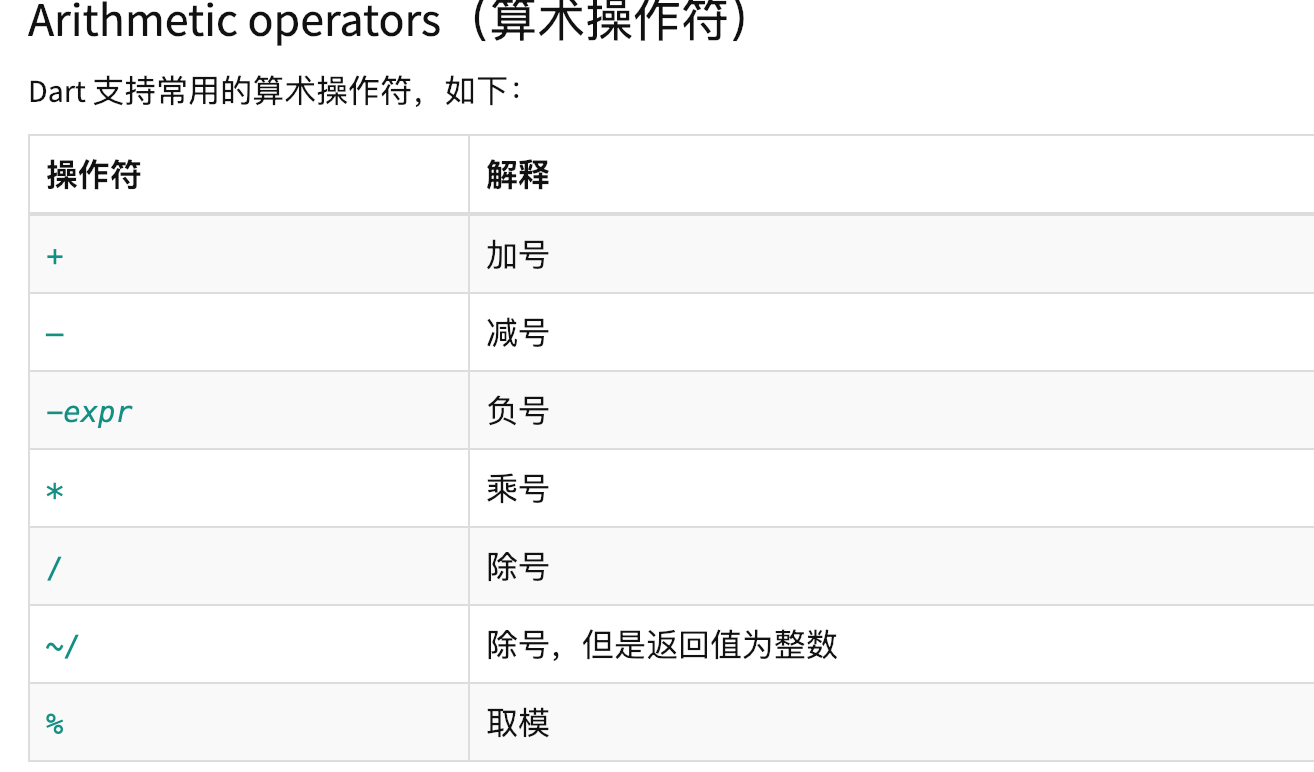 Arithmetic operators（算术操作符）
Dart 支持常用的算术操作符，如下：
操作符 解释
+ 加号
– 减号
-expr 负号
* 乘号
/ 除号
~/ 除号，但是返回值为整数
% 取模